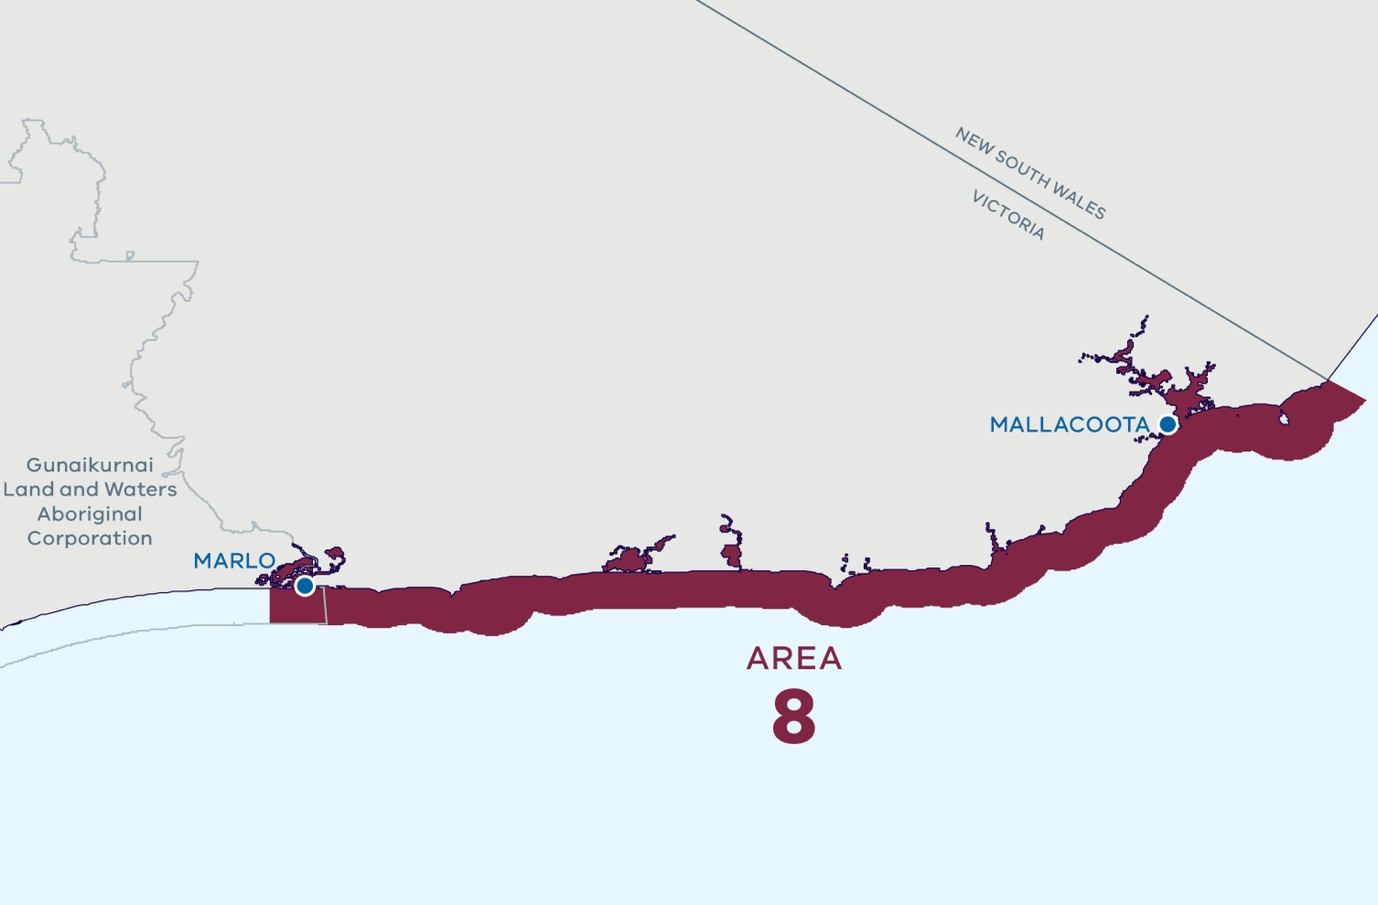 NEW SOUTH WALES
VICTORIA
MALLACOOTA
Gunaikurnai
Land and Waters
Aboriginal
Corporation
MARLO
AREA
8